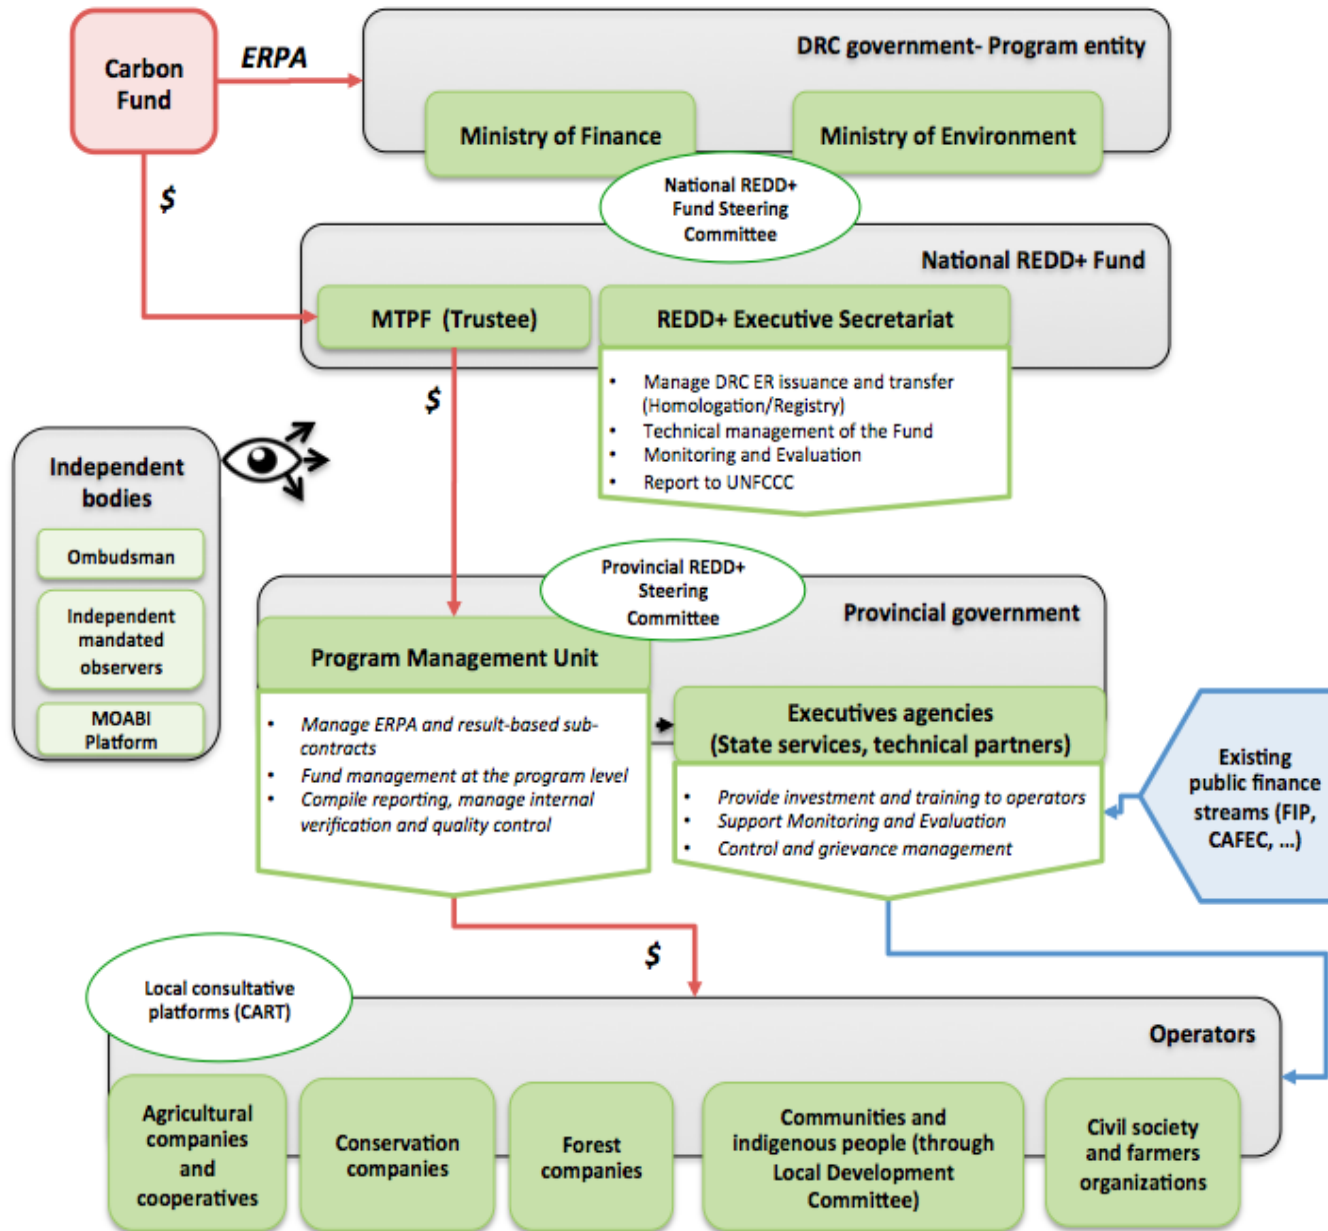 Carbon
Fund
ERPA
DRC government- Program entity
Ministry of Finance
Ministry of Environment
$
National REDD+
Fund Steering
Committee
National REDD+ Fund
MTPF (Trustee)
REDD+ Executive Secretariat
• Manage DRC ER issuance and transfer
(Homologation/Registry)
• Technical management of the Fund
• Monitoring and Evaluation
• Report to UNFCCC
$
Independent
bodies
Ombudsman
Independent
mandated
observers
MOABI
Platform
Provincial REDD+
Steering
Committee
Provincial government
Program Management Unit
• Manage ERPA and result-based sub-
contracts
• Fund management at the program level
• Compile reporting, manage internal
verification and quality control
Executives agencies
(State services, technical partners)
• Provide investment and training to operators
• Support Monitoring and Evaluation
• Control and grievance management
Existing
public finance
streams (FIP,
CAFEC, ...)
$
Local consultative
platforms (CART)
Operators
Agricultural
companies
and
cooperatives
Conservation
companies
Forest
companies
Communities and
indigenous people (through
Local Development
Committee)
Civil society
and farmers
organizations